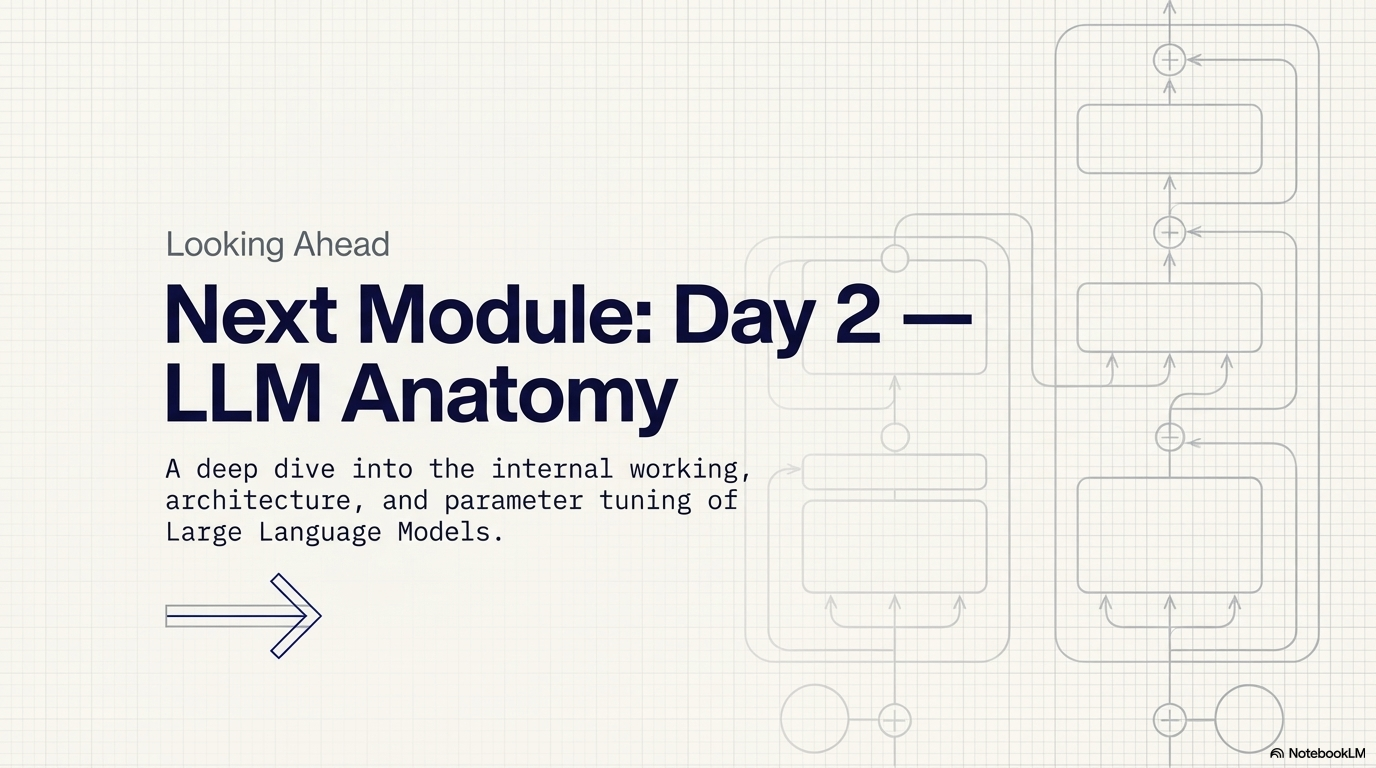 Looking Ahead
Next Module: Day 2 —
LLM Anatomy
A deep dive into the internal working,
architecture, and parameter tuning of
Large Language Models.
NotebookLM